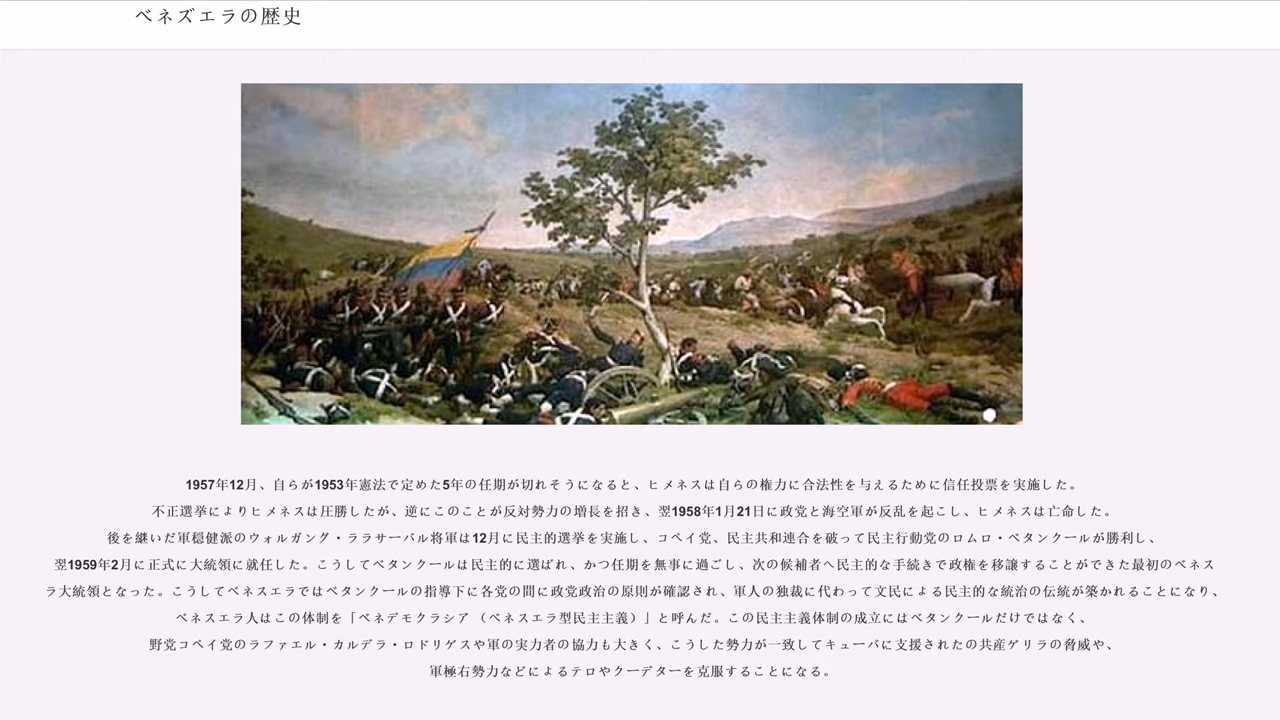 ベネズエラの歴史
1957年12月、自らが1953年憲法で定めた5年の任期が切れそうになると、ヒメネスは自らの権力に合法性を与えるために信任投票を実施した。
不正選挙によりヒメネスは圧勝したが、逆にこのことが反対勢力の増長を招き、翌1958年1月21日に政党と海空軍が反乱を起こし、ヒメネスは亡命した。
後を継いだ軍穏健派のウォルガング・ララサーバル将軍は12月に民主的選挙を実施し、コペイ党、民主共和連合を破って民主行動党のロムロ・ベタンクールが勝利し、
翌1959年2月に正式に大統領に就任した。こうしてベタンクールは民主的に選ばれ、かつ任期を無事に過ごし、次の候補者へ民主的な手続きで政権を移譲することができた最初のベネス
ラ大統領となった。こうしてベネスエラではベタンクールの指導下に各党の間に政党政治の原則が確認され、軍人の独裁に代わって文民による民主的な統治の伝統が築かれることになり、
ベネスエラ人はこの体制を「ベネデモクラシア （ベネスエラ型民主主義）」と呼んだ。この民主主義体制の成立にはベタンクールだけではなく、
野党コペイ党のラファエル・カルデラ・ロドリゲスや軍の実力者の協力も大きく、こうした勢力が一致してキューバに支援されたの共産ゲリラの脅威や、
軍極右勢力などによるテロやクーデターを克服することになる。